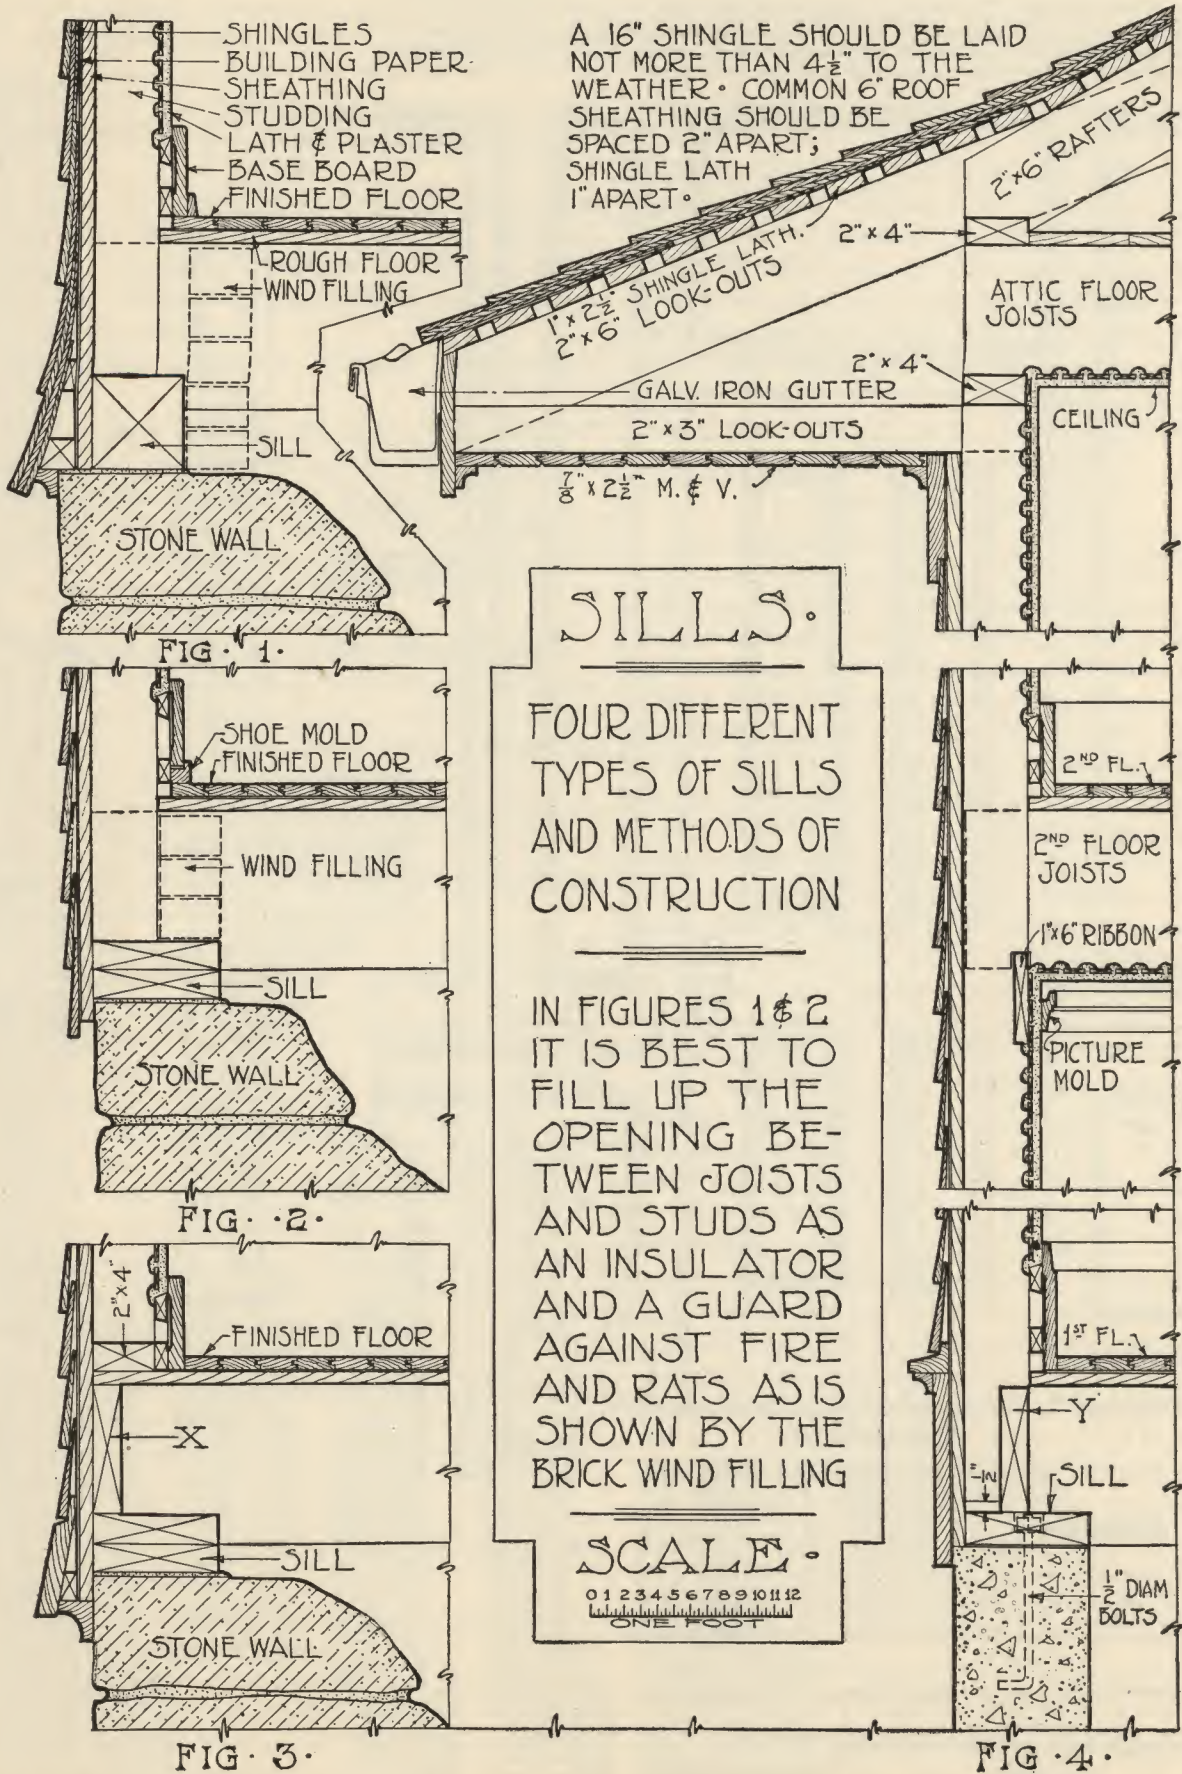 SHINGLES
BUILDING PAPER
SHEATHING
STUDDING
LATH & PLASTER
BASE BOARD
FINISHED FLOOR
ROUGH FLOOR
WIND FILLING
SILL
STONE WALL
FIG. 1.
A 16" SHINGLE SHOULD BE LAID
NOT MORE THAN 4½" TO THE
WEATHER. COMMON 6" ROOF
SHEATHING SHOULD BE
SPACED 2" APART;
SHINGLE LATH
1" APART.
2"x6" RAFTERS
2"x4"
1"x2½" SHINGLE LATH.
2"x6" LOOK-OUTS
ATTIC FLOOR
JOISTS
2"x4"
GALV. IRON GUTTER
CEILING
2"x3" LOOK-OUTS
⅞"x2½" M. & V.
SHOE MOLD
FINISHED FLOOR
WIND FILLING
SILL
STONE WALL
FIG. 2.
2"x4"
FINISHED FLOOR
X
SILL
STONE WALL
FIG. 3.
SILLS.
FOUR DIFFERENT
TYPES OF SILLS
AND METHODS OF
CONSTRUCTION
IN FIGURES 1 & 2
IT IS BEST TO
FILL UP THE
OPENING BE-
TWEEN JOISTS
AND STUDS AS
AN INSULATOR
AND A GUARD
AGAINST FIRE
AND RATS AS IS
SHOWN BY THE
BRICK WIND FILLING
SCALE.
0 1 2 3 4 5 6 7 8 9 10 11 12
ONE FOOT
2ND FL.
2ND FLOOR
JOISTS
1"x6" RIBBON
PICTURE
MOLD
1ST FL.
Y
½"
SILL
½" DIAM
BOLTS
FIG. 4.